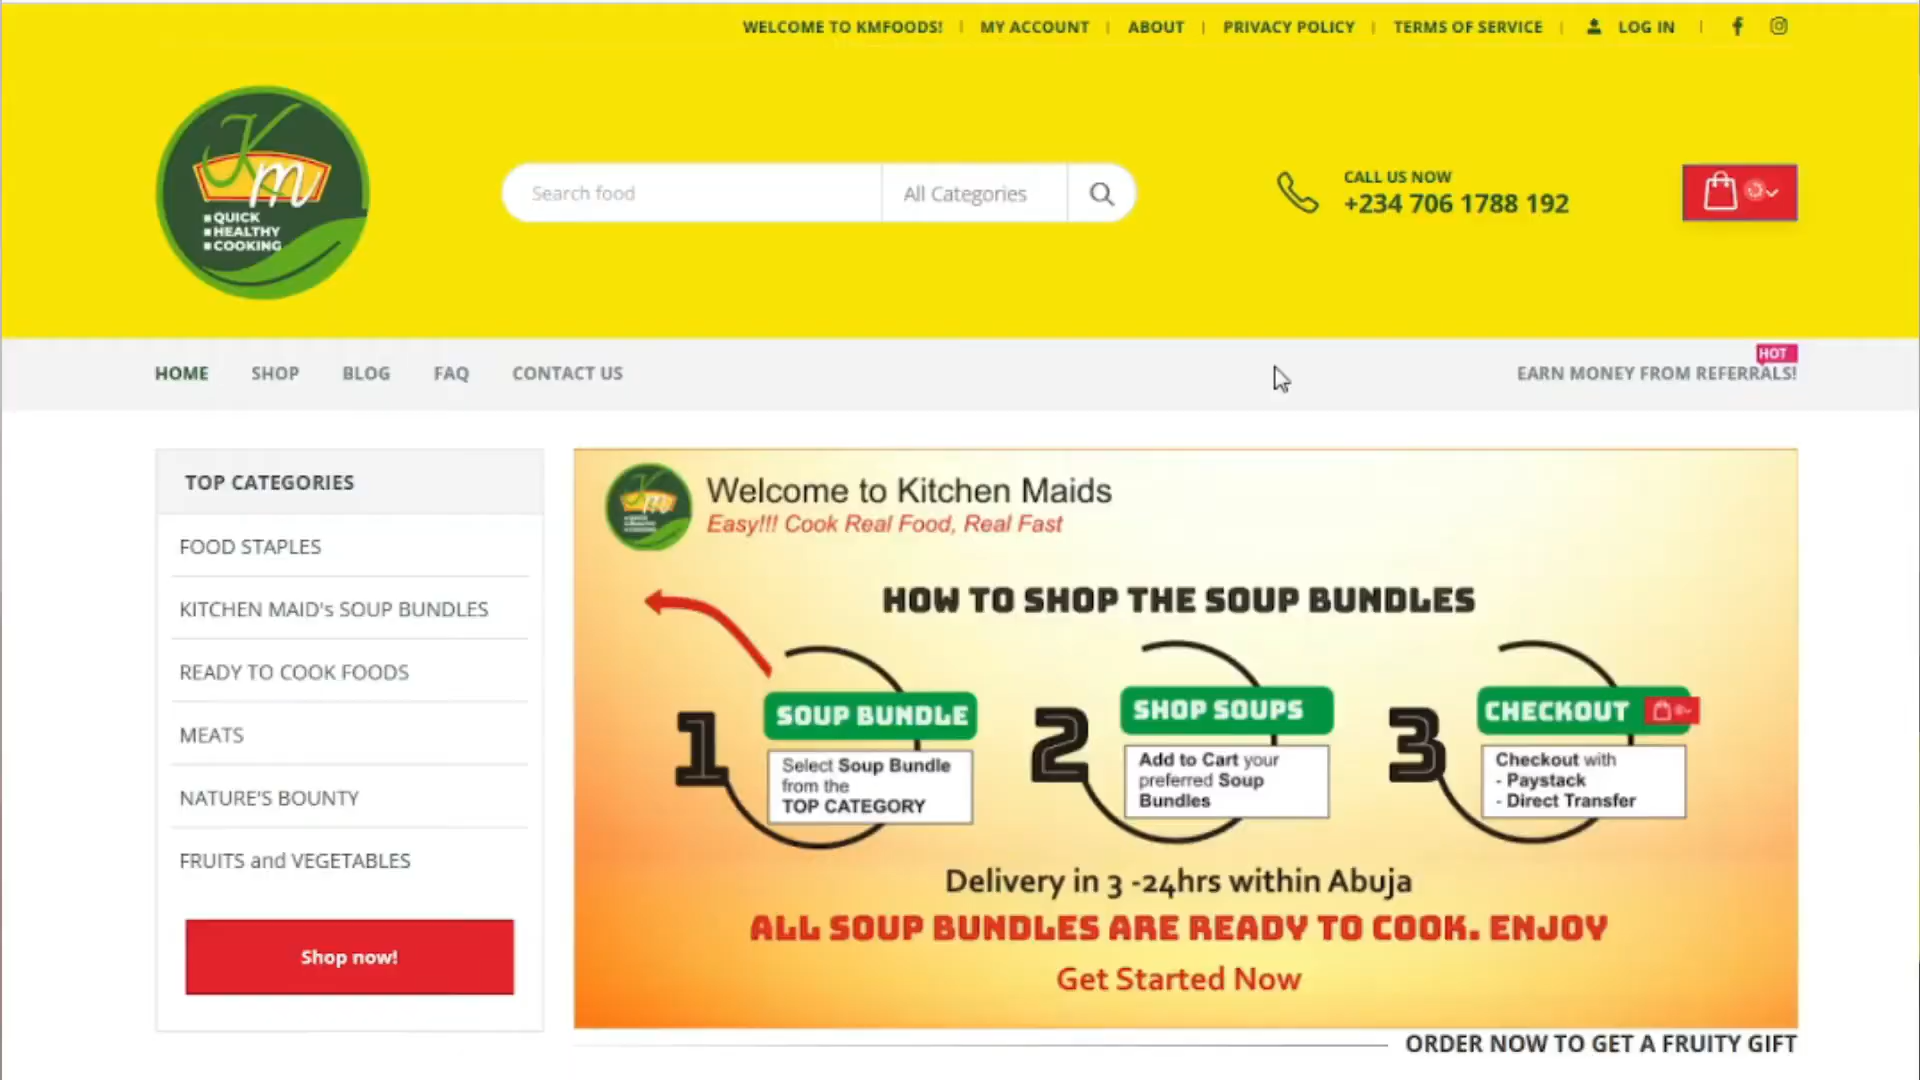 WELCOME TO KMFOODS! | MY ACCOUNT | ABOUT | PRIVACY POLICY | TERMS OF SERVICE | LOG IN |
Km
QUICK
HEALTHY
COOKING
Search food
All Categories
CALL US NOW
+234 706 1788 192
HOME SHOP BLOG FAQ CONTACT US
HOT
EARN MONEY FROM REFERRALS!
TOP CATEGORIES
FOOD STAPLES
KITCHEN MAID's SOUP BUNDLES
READY TO COOK FOODS
MEATS
NATURE'S BOUNTY
FRUITS and VEGETABLES
Shop now!
Km
Welcome to Kitchen Maids
Easy!!! Cook Real Food, Real Fast
HOW TO SHOP THE SOUP BUNDLES
1
SOUP BUNDLE
Select Soup Bundle
from the
TOP CATEGORY
2
SHOP SOUPS
Add to Cart your
preferred Soup
Bundles
3
CHECKOUT
Checkout with
- Paystack
- Direct Transfer
Delivery in 3 -24hrs within Abuja
ALL SOUP BUNDLES ARE READY TO COOK. ENJOY
Get Started Now
ORDER NOW TO GET A FRUITY GIFT